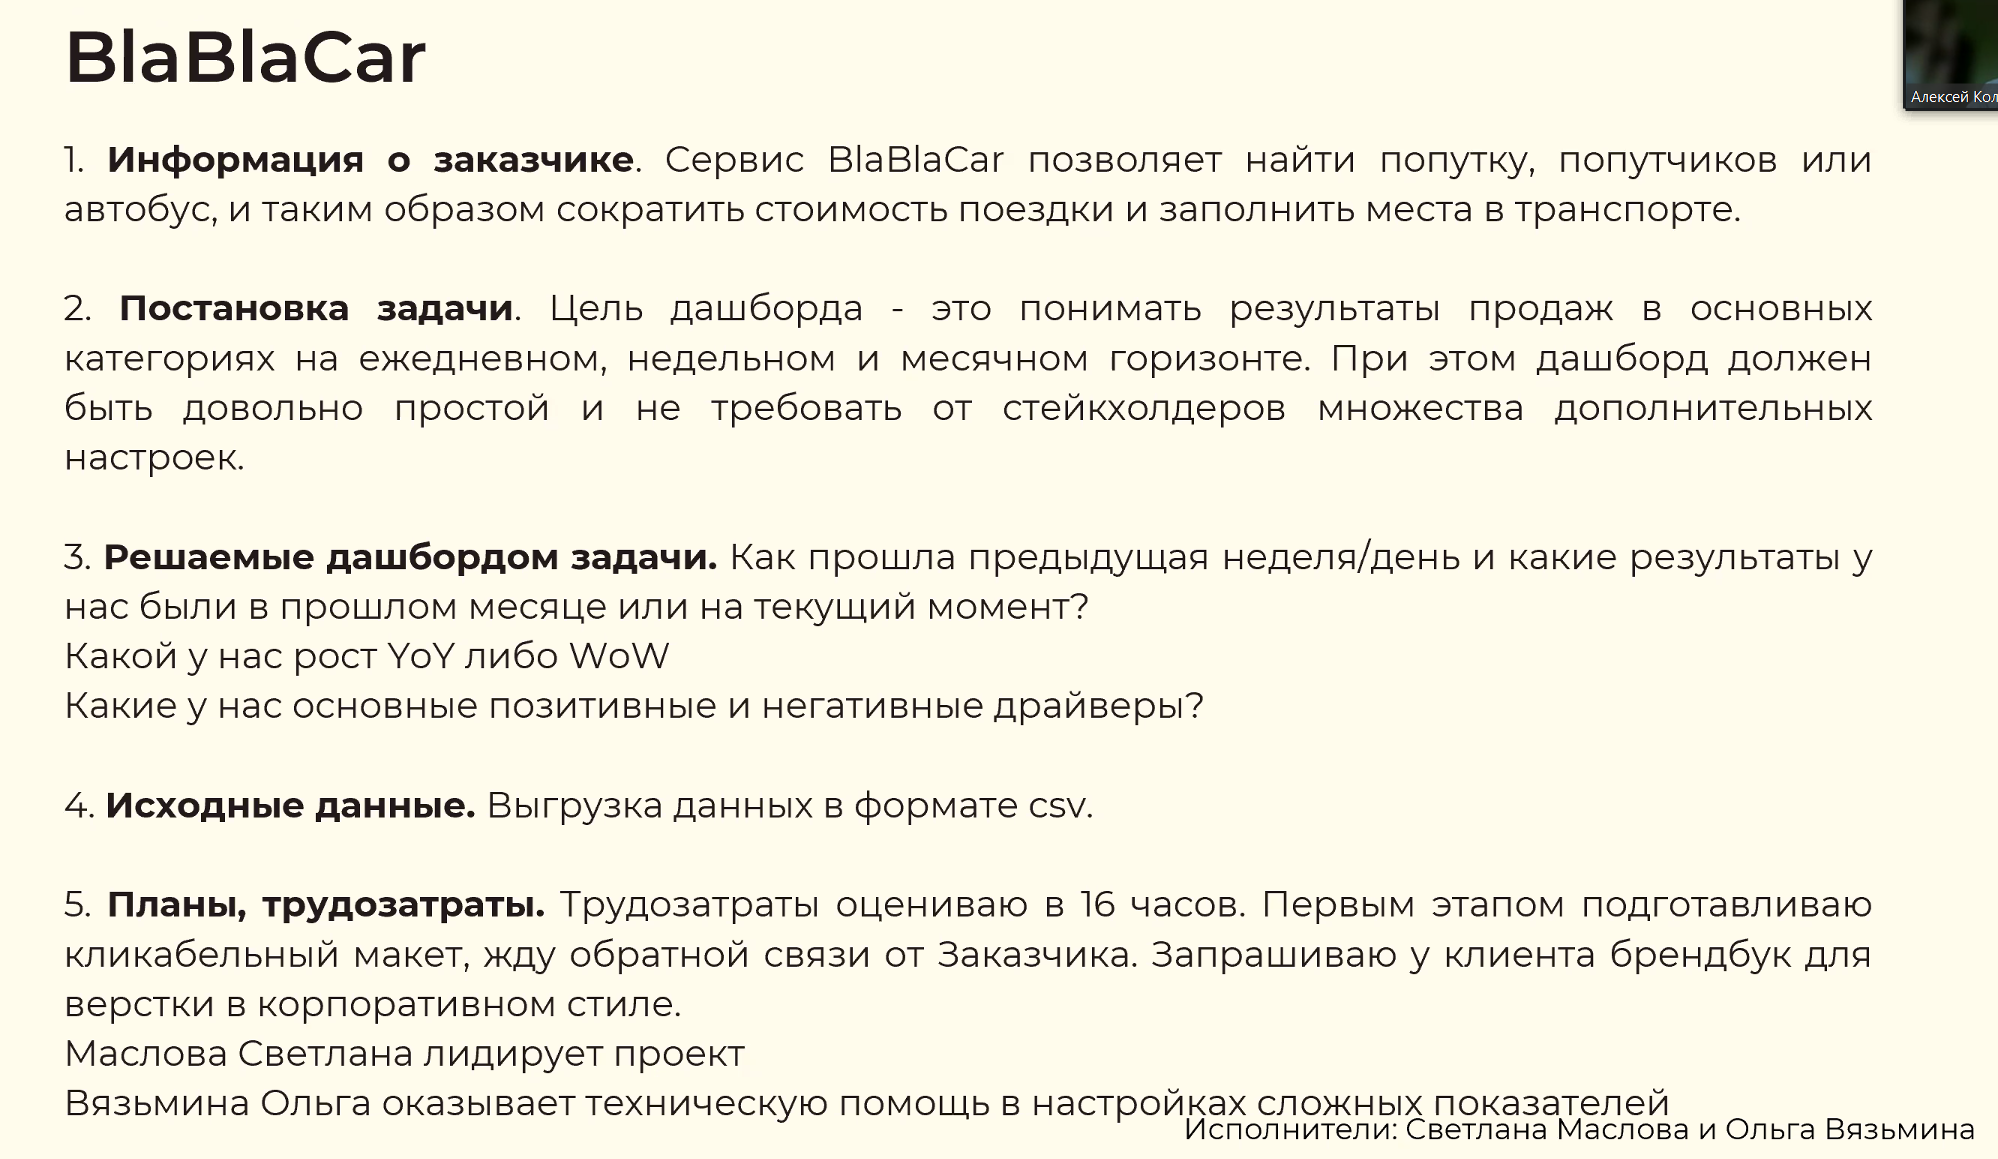 BlaBlaCar
Алексей Кол
1. Информация о заказчике. Сервис BlaBlaCar позволяет найти попутку, попутчиков или
автобус, и таким образом сократить стоимость поездки и заполнить места в транспорте.
2. Постановка задачи. Цель дашборда - это понимать результаты продаж в основных
категориях на ежедневном, недельном и месячном горизонте. При этом дашборд должен
быть довольно простой и не требовать от стейкхолдеров множества дополнительных
настроек.
3. Решаемые дашбордом задачи. Как прошла предыдущая неделя/день и какие результаты у
нас были в прошлом месяце или на текущий момент?
Какой у нас рост YoY либо WoW
Какие у нас основные позитивные и негативные драйверы?
4. Исходные данные. Выгрузка данных в формате csv.
5. Планы, трудозатраты. Трудозатраты оцениваю в 16 часов. Первым этапом подготавливаю
кликабельный макет, жду обратной связи от Заказчика. Запрашиваю у клиента брендбук для
верстки в корпоративном стиле.
Маслова Светлана лидирует проект
Вязьмина Ольга оказывает техническую помощь в настройках сложных показателей
Исполнители: Светлана Маслова и Ольга Вязьмина